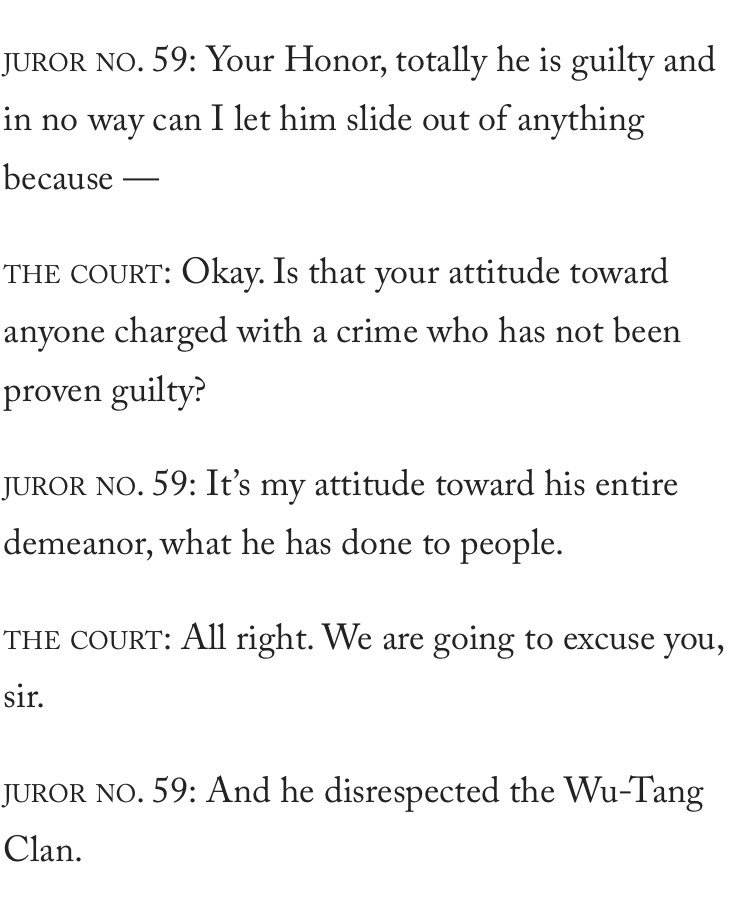 JUROR NO. 59: Your Honor, totally he is guilty and
in no way can I let him slide out of anything
because —
THE COURT: Okay. Is that your attitude toward
anyone charged with a crime who has not been
proven guilty?
JUROR NO. 59: It’s my attitude toward his entire
demeanor, what he has done to people.
THE COURT: All right. We are going to excuse you,
sir.
JUROR NO. 59: And he disrespected the Wu-Tang
Clan.